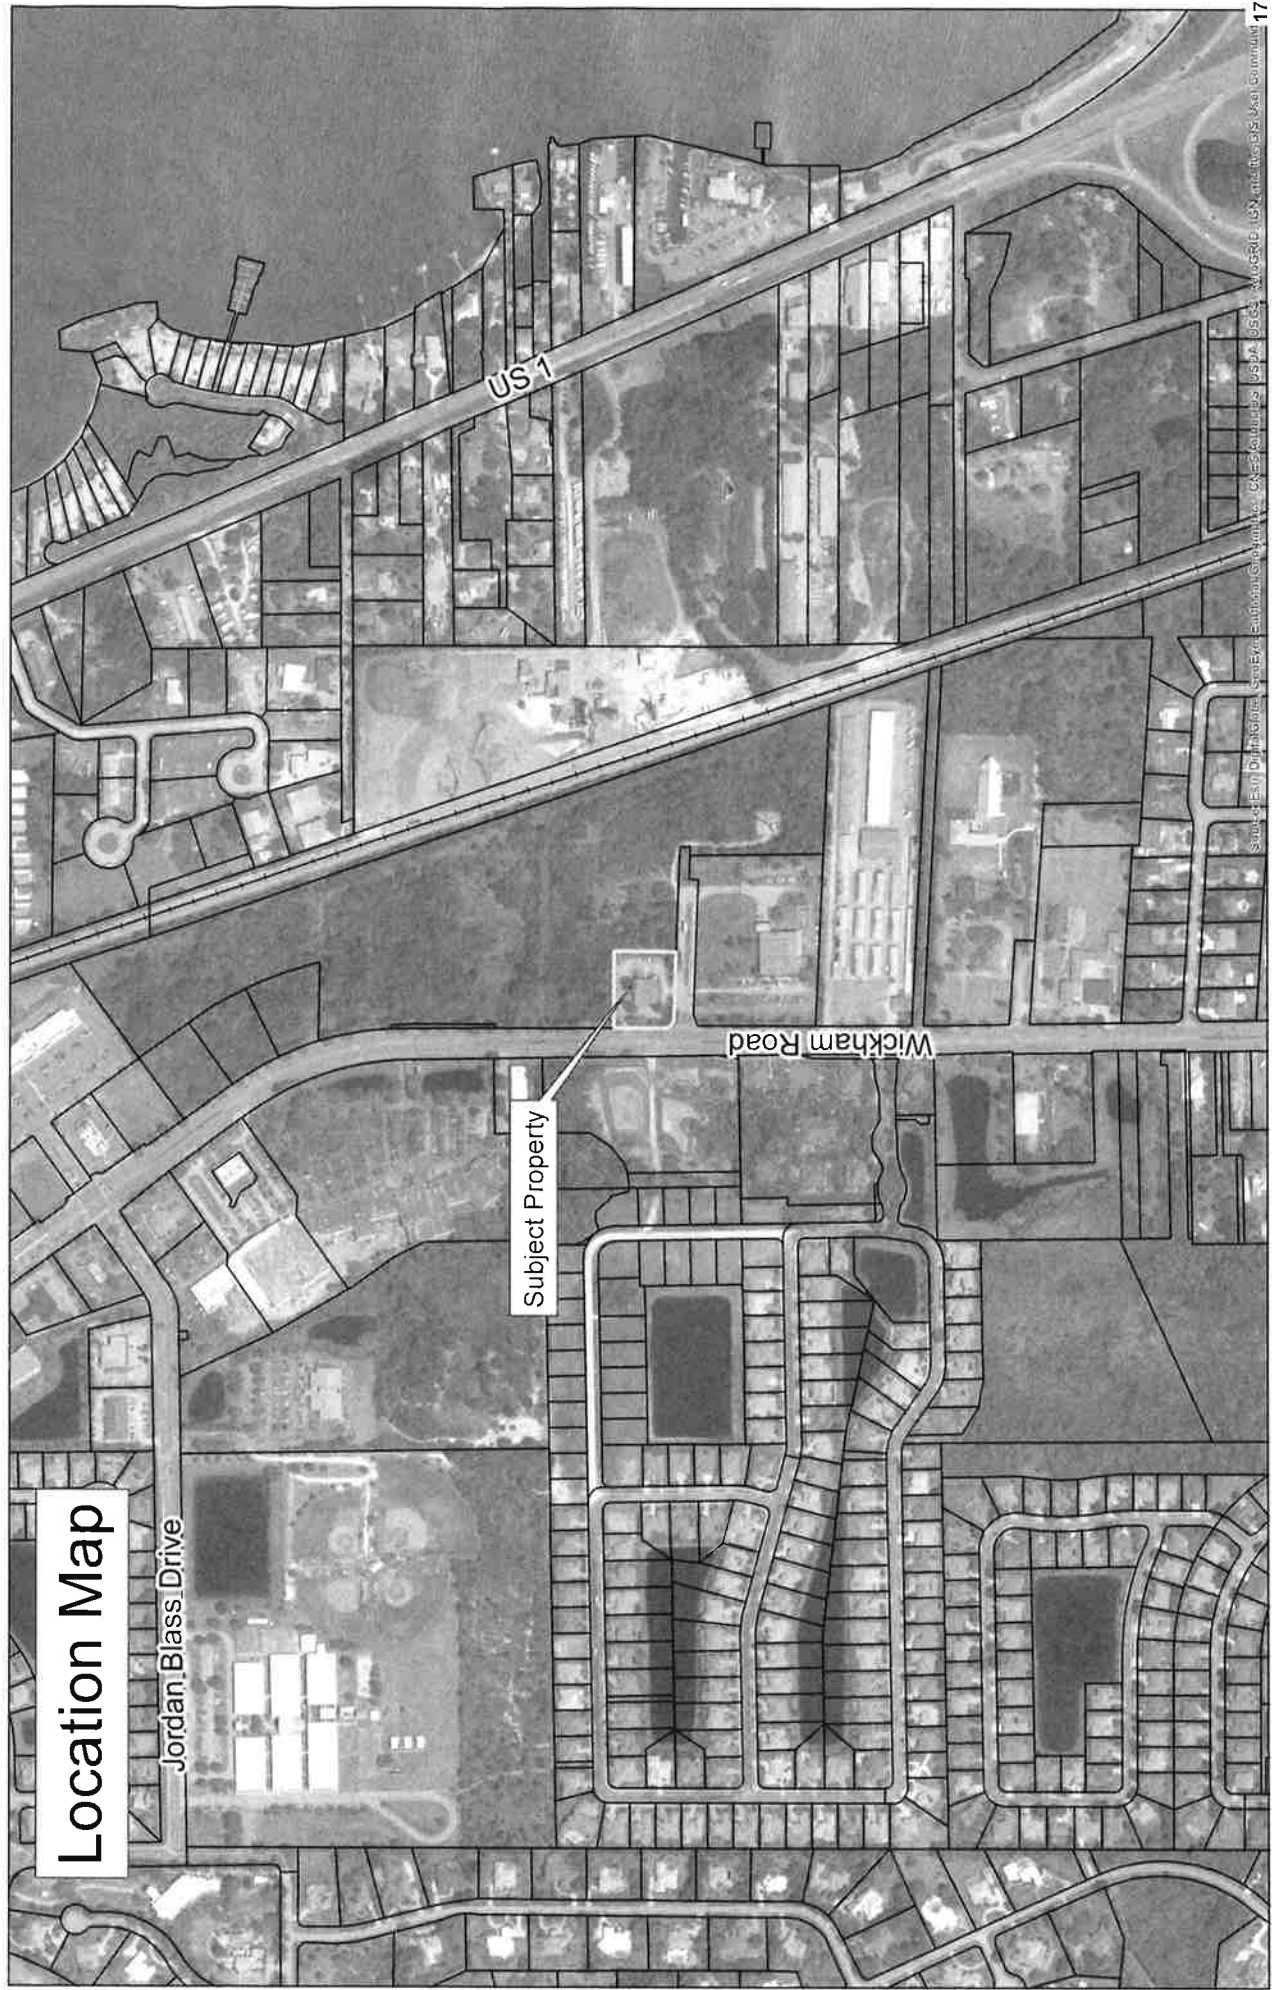 Location Map
Jordan Blass Drive
US 1
Subject Property
Wickham Road
17